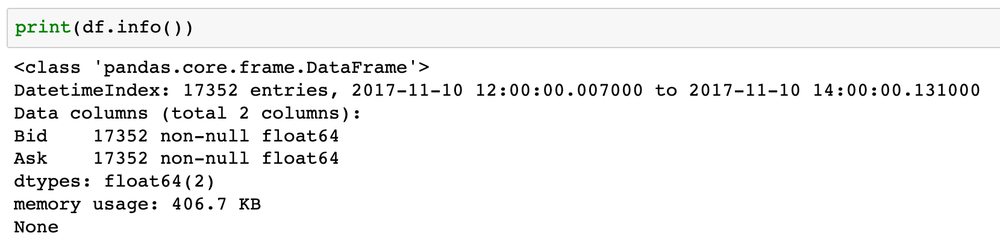 print(df.info())
<class 'pandas.core.frame.DataFrame'>
DatetimeIndex: 17352 entries, 2017-11-10 12:00:00.007000 to 2017-11-10 14:00:00.131000
Data columns (total 2 columns):
Bid    17352 non-null float64
Ask    17352 non-null float64
dtypes: float64(2)
memory usage: 406.7 KB
None